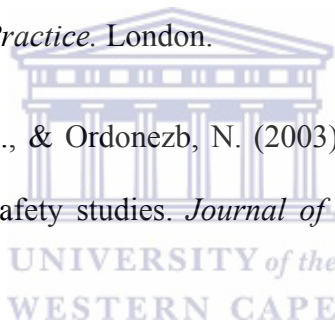 Practice. London.
., & Ordonezb, N. (2003)
afety studies. Journal of
UNIVERSITY of the
WESTERN CAPE